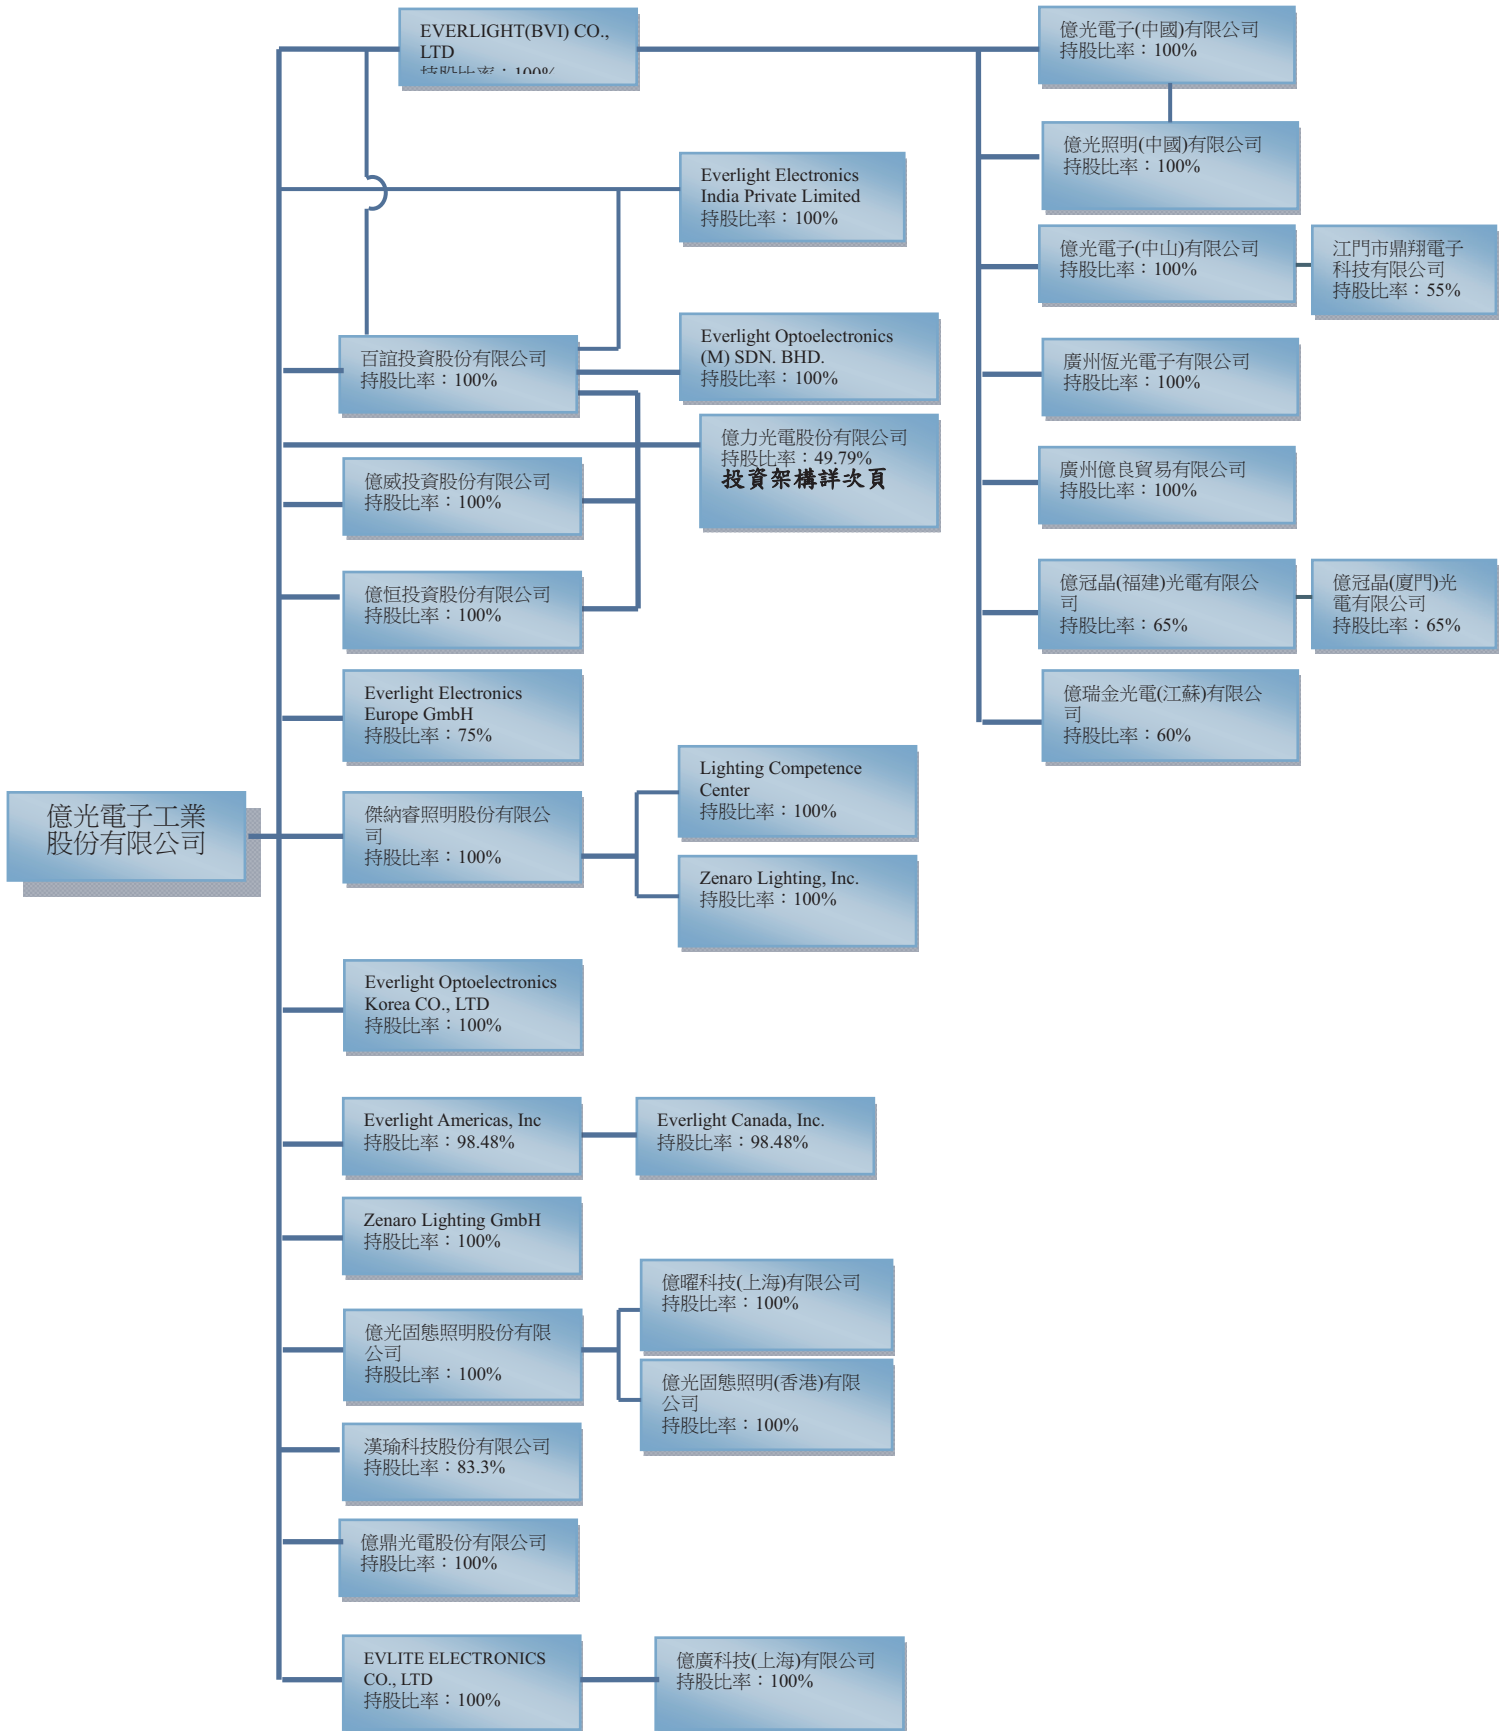 EVERLIGHT(BVI) CO.,
LTD
持股比率：100%
億光電子(中國)有限公司
持股比率：100%
億光照明(中國)有限公司
持股比率：100%
Everlight Electronics
India Private Limited
持股比率：100%
億光電子(中山)有限公司
持股比率：100%
江門市鼎翔電子
科技有限公司
持股比率：55%
百誼投資股份有限公司
持股比率：100%
Everlight Optoelectronics
(M) SDN. BHD.
持股比率：100%
廣州恆光電子有限公司
持股比率：100%
億力光電股份有限公司
持股比率：49.79%
投資架構詳次頁
廣州億良貿易有限公司
持股比率：100%
億威投資股份有限公司
持股比率：100%
億恒投資股份有限公司
持股比率：100%
億冠晶(福建)光電有限公
司
持股比率：65%
億冠晶(廈門)光
電有限公司
持股比率：65%
Everlight Electronics
Europe GmbH
持股比率：75%
億瑞金光電(江蘇)有限公
司
持股比率：60%
億光電子工業
股份有限公司
傑納睿照明股份有限公
司
持股比率：100%
Lighting Competence
Center
持股比率：100%
Zenaro Lighting, Inc.
持股比率：100%
Everlight Optoelectronics
Korea CO., LTD
持股比率：100%
Everlight Americas, Inc
持股比率：98.48%
Everlight Canada, Inc.
持股比率：98.48%
Zenaro Lighting GmbH
持股比率：100%
億光固態照明股份有限
公司
持股比率：100%
億曜科技(上海)有限公司
持股比率：100%
億光固態照明(香港)有限
公司
持股比率：100%
漢瑜科技股份有限公司
持股比率：83.3%
億鼎光電股份有限公司
持股比率：100%
EVLITE ELECTRONICS
CO., LTD
持股比率：100%
億廣科技(上海)有限公司
持股比率：100%